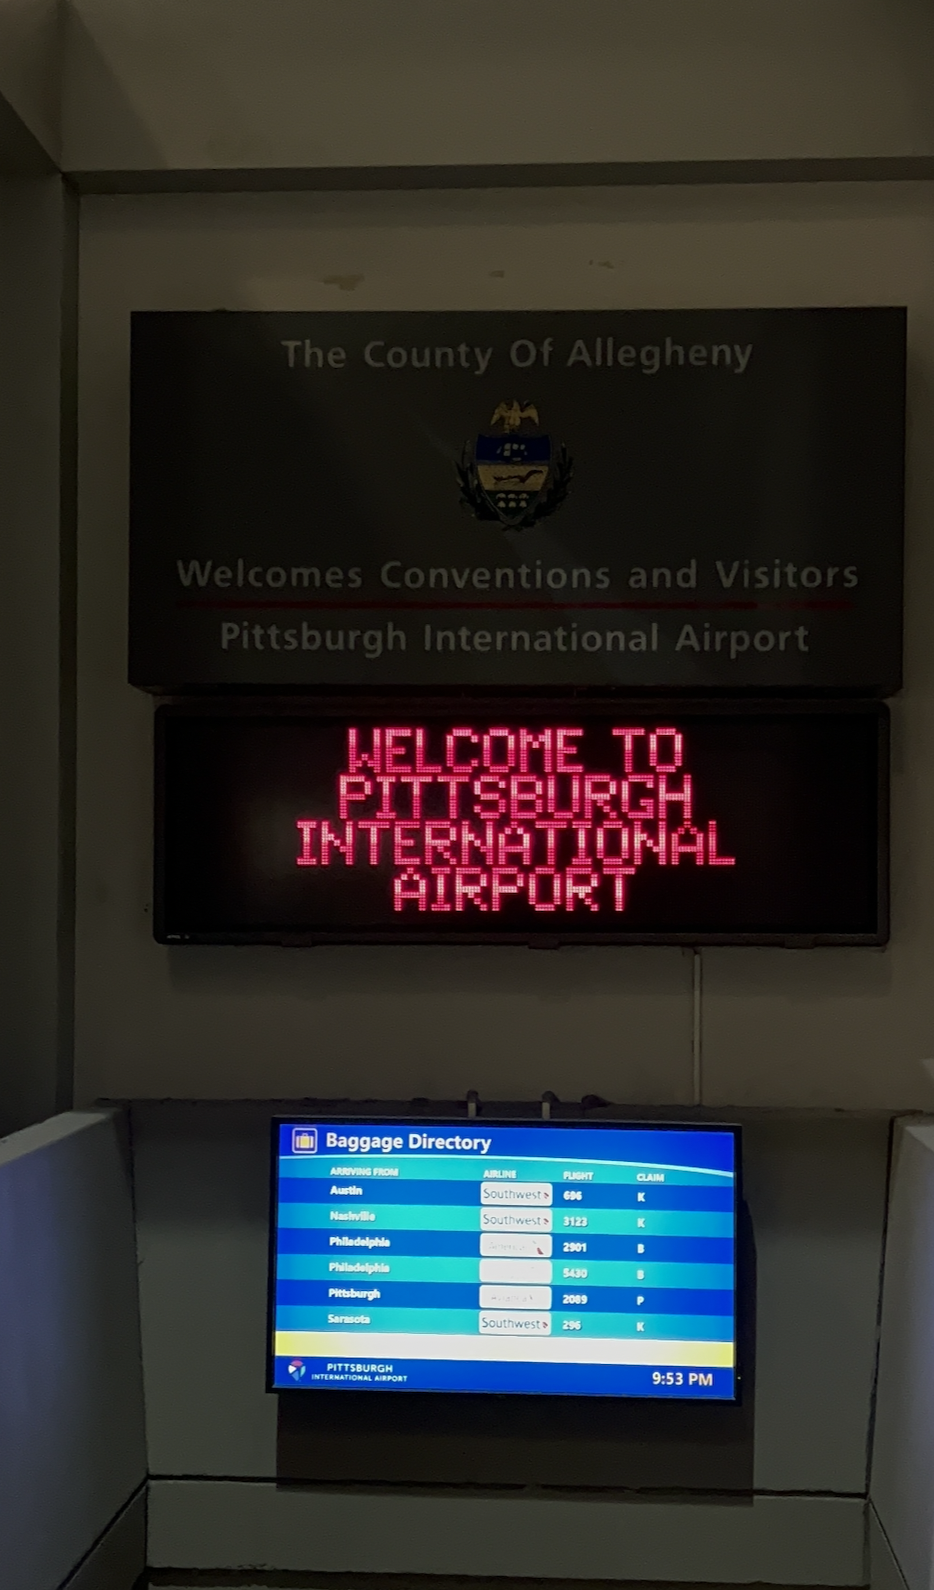 The County Of Allegheny
Welcomes Conventions and Visitors
Pittsburgh International Airport
WELCOME TO
PITTSBURGH
INTERNATIONAL
AIRPORT
Baggage Directory
ARRIVING FROM AIRLINE FLIGHT CLAIM
Austin Southwest 696 K
Nashville Southwest 3123 K
Philadelphia 2901 B
Philadelphia 5430 B
Pittsburgh 2089 P
Sarasota Southwest 296 K
PITTSBURGH
INTERNATIONAL AIRPORT
9:53 PM